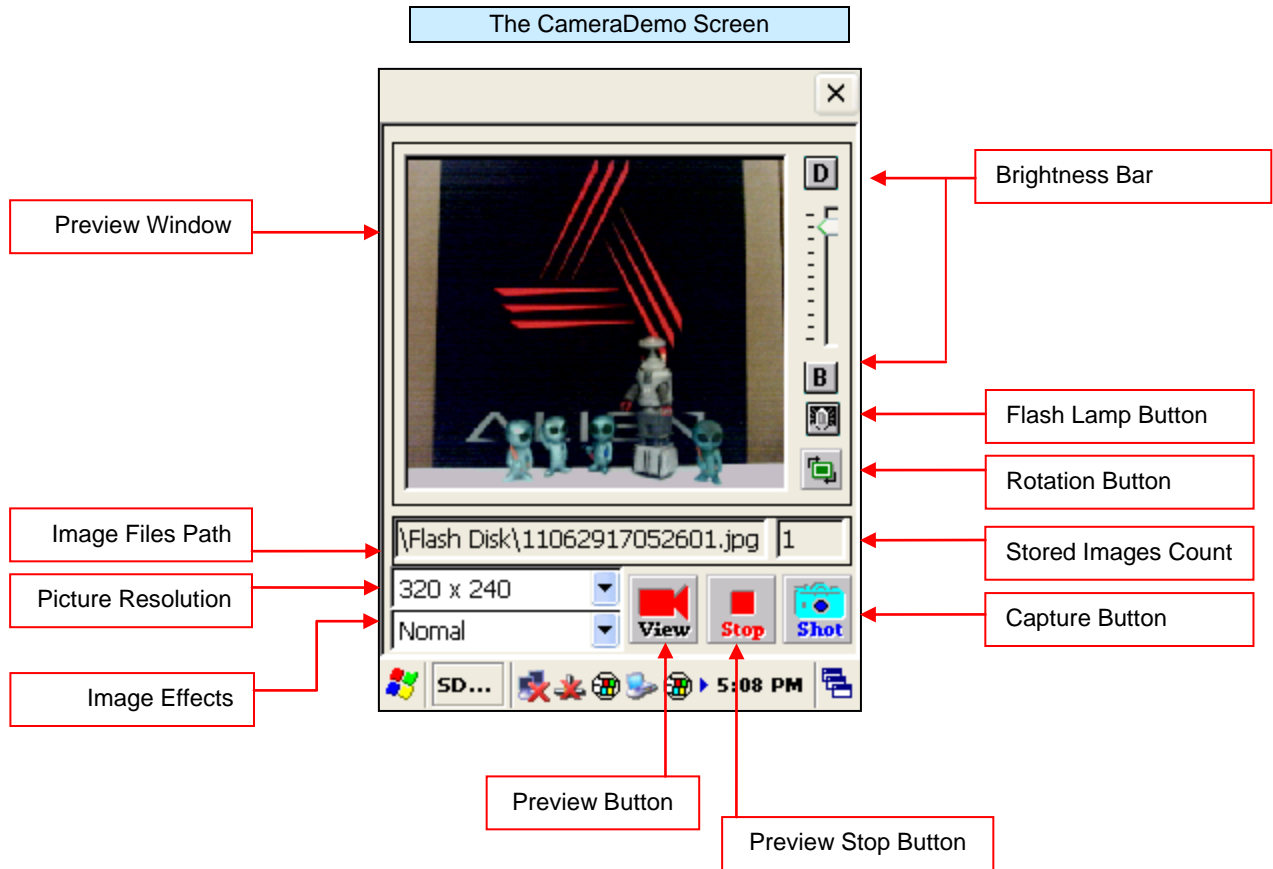 The CameraDemo Screen
Preview Window
Brightness Bar
D
ALIEN
B
Flash Lamp Button
Rotation Button
Image Files Path
\Flash Disk\11062917052601.jpg
1
Stored Images Count
Picture Resolution
320 x 240
View
Stop
Shot
Capture Button
Nomal
Image Effects
SD...
5:08 PM
Preview Button
Preview Stop Button